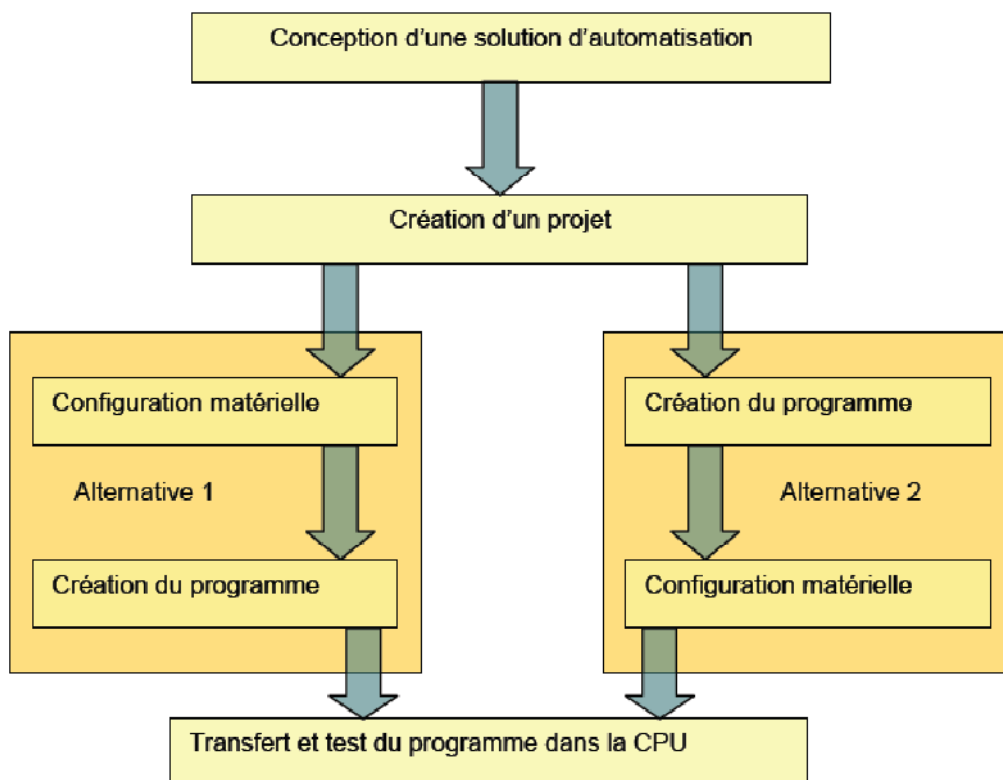 Conception d'une solution d'automatisation
Création d'un projet
Configuration matérielle
Alternative 1
Création du programme
Création du programme
Alternative 2
Configuration matérielle
Transfert et test du programme dans la CPU